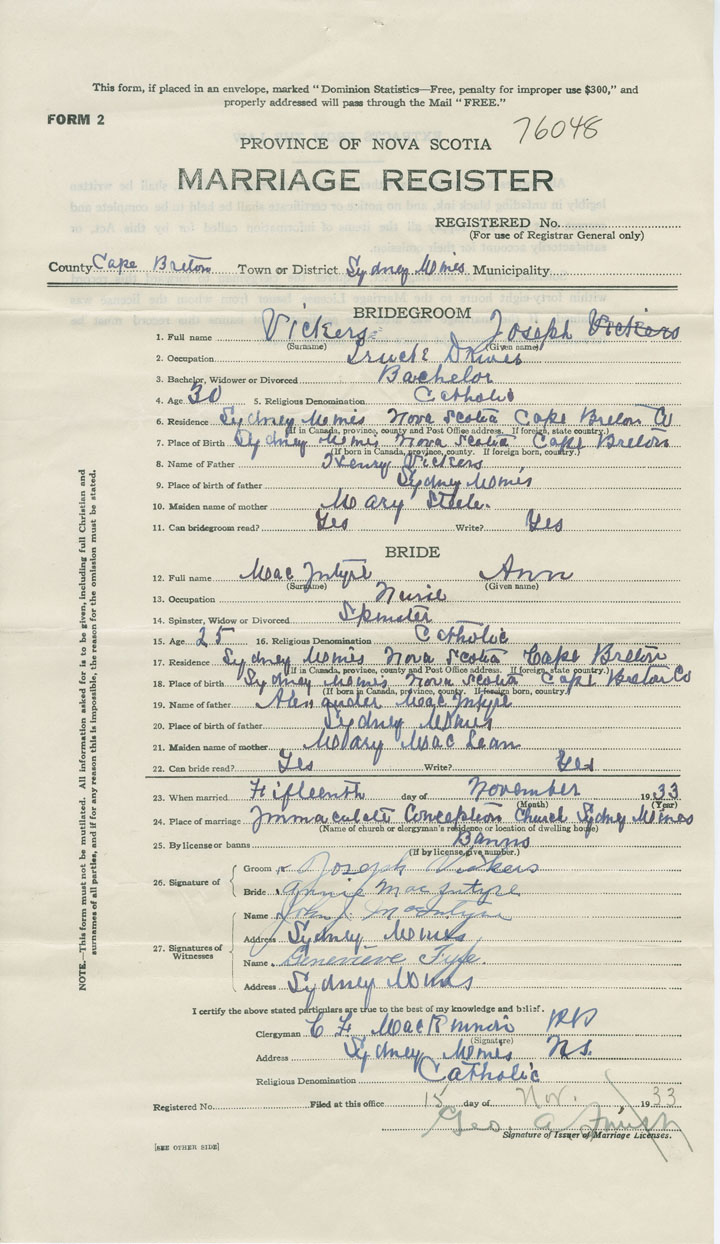 This form, if placed in an envelope, marked "Dominion Statistics—Free, penalty for improper use $300," and
properly addressed will pass through the Mail "FREE."
FORM 2
76048
PROVINCE OF NOVA SCOTIA
MARRIAGE REGISTER
REGISTERED No.
(For use of Registrar General only)
County Cape Breton Town or District Sydney Mines Municipality
BRIDEGROOM
1. Full name Vickers Joseph Vickers
(Surname) (Given name)
2. Occupation Truck Driver
3. Bachelor, Widower or Divorced Bachelor
4. Age 30 5. Religious Denomination Catholic
6. Residence Sydney Mines Nova Scotia Cape Breton Co
(If in Canada, province, county and Post Office address. If foreign, state country.)
7. Place of Birth Sydney Mines Nova Scotia Cape Breton
(If born in Canada, province, county. If foreign born, country.)
8. Name of Father Henry Vickers
9. Place of birth of father Sydney Mines
10. Maiden name of mother Mary Steele
11. Can bridegroom read? Yes Write? Yes
BRIDE
12. Full name Mac Intyre Ann
(Surname) (Given name)
13. Occupation Nurse
14. Spinster, Widow or Divorced Spinster
15. Age 25 16. Religious Denomination Catholic
17. Residence Sydney Mines Nova Scotia Cape Breton
(If in Canada, province, county and Post Office address. If foreign, state country.)
18. Place of birth Sydney Mines Nova Scotia Cape Breton Co
(If born in Canada, province, county. If foreign born, country.)
19. Name of father Alexander Mac Intyre
20. Place of birth of father Sydney Mines
21. Maiden name of mother Mary Mac Lean
22. Can bride read? Yes Write? Yes
23. When married Fifteenth day of November 1933
(Month) (Year)
24. Place of marriage Immaculate Conception Church Sydney Mines
(Name of church or clergyman's residence or location of dwelling house)
25. By license or banns Banns
(If by license, give number.)
26. Signature of
Groom Joseph Vickers
Bride Annie MacIntyre
27. Signatures of Witnesses
Name John J. McIntyre
Address Sydney Mines
Name Genevieve
Address Sydney Mines
I certify the above stated particulars are true to the best of my knowledge and belief.
Clergyman C F MacKinnon PP
(Signature)
Address Sydney Mines N.S.
Religious Denomination Catholic
Registered No. Filed at this office 15 day of Nov. 1933
Geo. A
Signature of Issuer of Marriage Licenses.
[SEE OTHER SIDE]
NOTE.—This form must not be mutilated. All information asked for is to be given, including full Christian and
surnames of all parties, and if for any reason this is impossible, the reason for the omission must be stated.